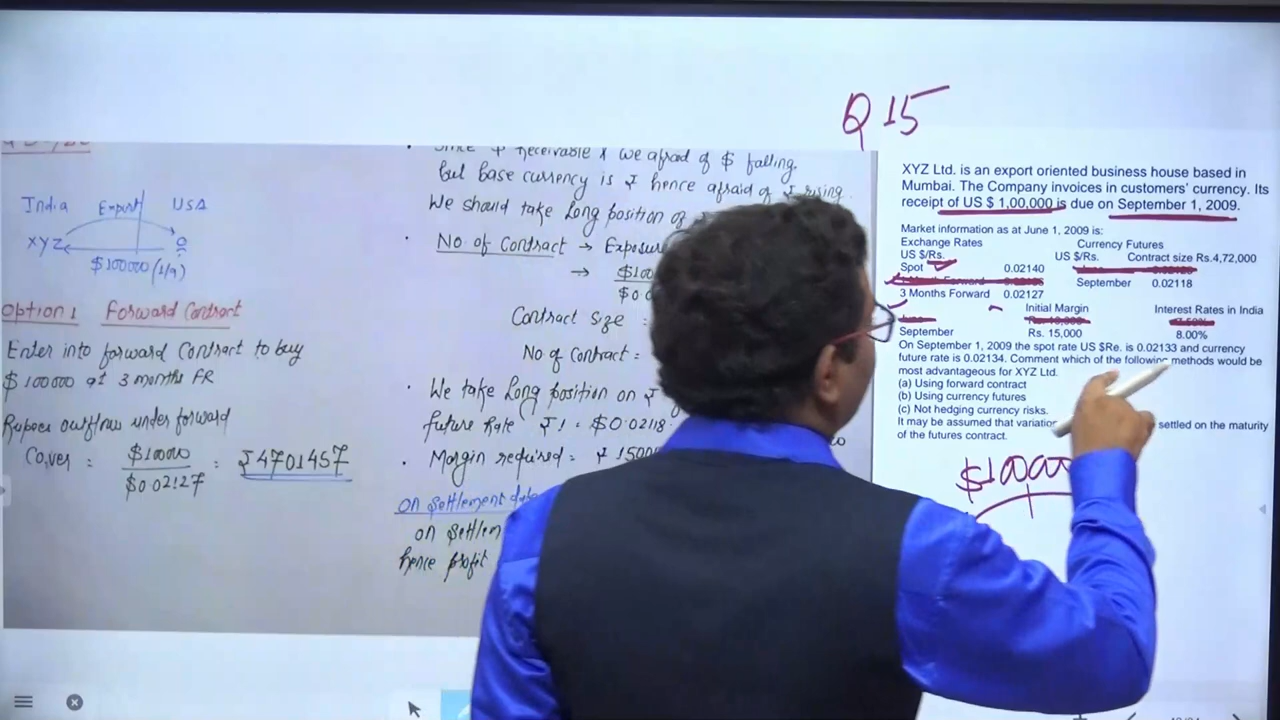 Q 15
India Export USA
XYZ
$100000 (1/9)
Option 1 Forward Contract
Enter into forward Contract to buy
$100000 at 3 months FR
Rupees outflow under forward
Cover = $10000 / $0.02127 = ₹4701457
Since $ Receivable & we afraid of $ falling.
but base currency is ₹ hence afraid of ₹ rising.
We should take Long position of
No of Contract → Exposure
→ $100
$0.0
Contract size =
No of Contract =
We take Long position on ₹
future Rate ₹1 = $0.02118
Margin required = ₹ 1500
on Settlement date
on Settlem
hence profit
XYZ Ltd. is an export oriented business house based in
Mumbai. The Company invoices in customers' currency. Its
receipt of US $ 1,00,000 is due on September 1, 2009.
Market information as at June 1, 2009 is:
Exchange Rates Currency Futures
US $/Rs. US $/Rs. Contract size Rs.4,72,000
Spot 0.02140
September 0.02118
3 Months Forward 0.02127
Initial Margin Interest Rates in India
September Rs. 15,000 8.00%
On September 1, 2009 the spot rate US $Re. is 0.02133 and currency
future rate is 0.02134. Comment which of the following methods would be
most advantageous for XYZ Ltd.
(a) Using forward contract
(b) Using currency futures
(c) Not hedging currency risks.
It may be assumed that variation settled on the maturity
of the futures contract.